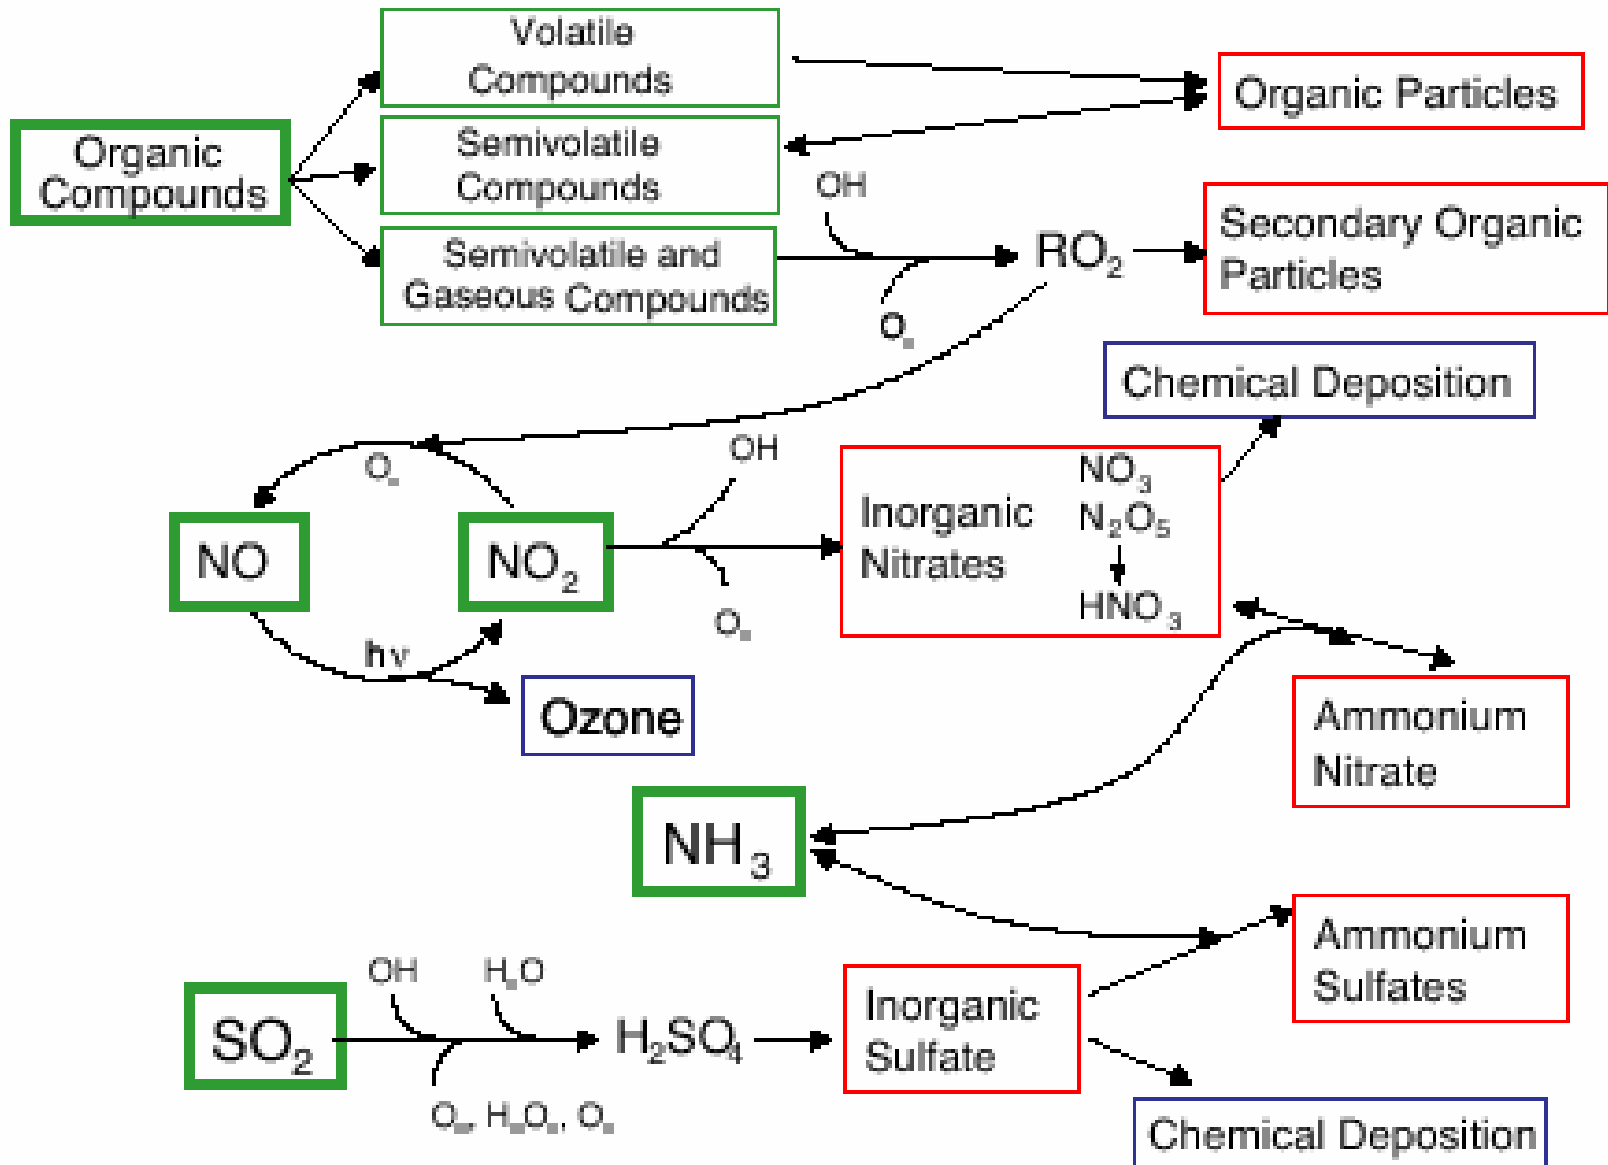 Volatile
Compounds
Organic Particles
Organic
Compounds
Semivolatile
Compounds
OH
Semivolatile and
Gaseous Compounds
RO₂
Secondary Organic
Particles
Chemical Deposition
OH
NO
NO₂
Inorganic
Nitrates
NO₃
N₂O₅
HNO₃
hν
Ozone
Ammonium
Nitrate
NH₃
Ammonium
Sulfates
OH
SO₂
H₂SO₄
Inorganic
Sulfate
Chemical Deposition